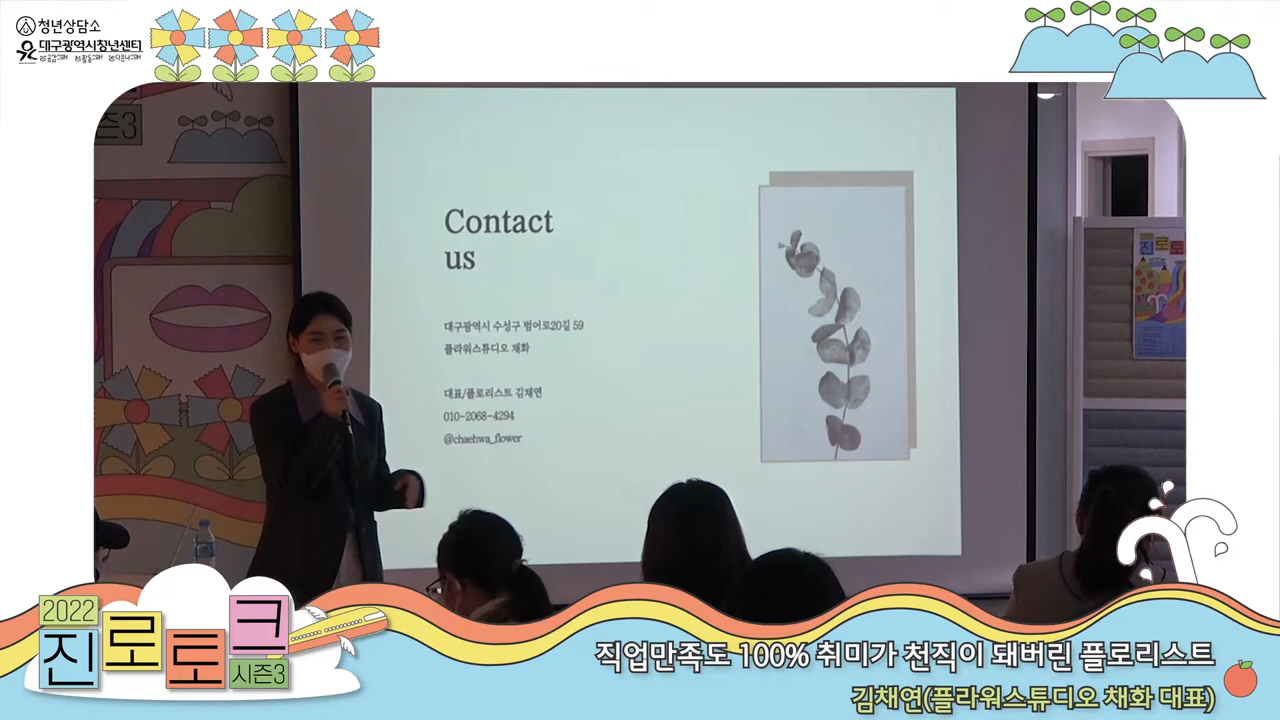 청년상담소
대구광역시청년센터
즌3
Contact
us
대구광역시 수성구 범어로20길 59
플라워스튜디오 채화
대표/플로리스트 김채연
010-2068-4294
@chaehwa_flower
진로토
2022
진로토크
시즌3
직업만족도 100% 취미가 천직이 돼버린 플로리스트
김채연(플라워스튜디오 채화 대표)